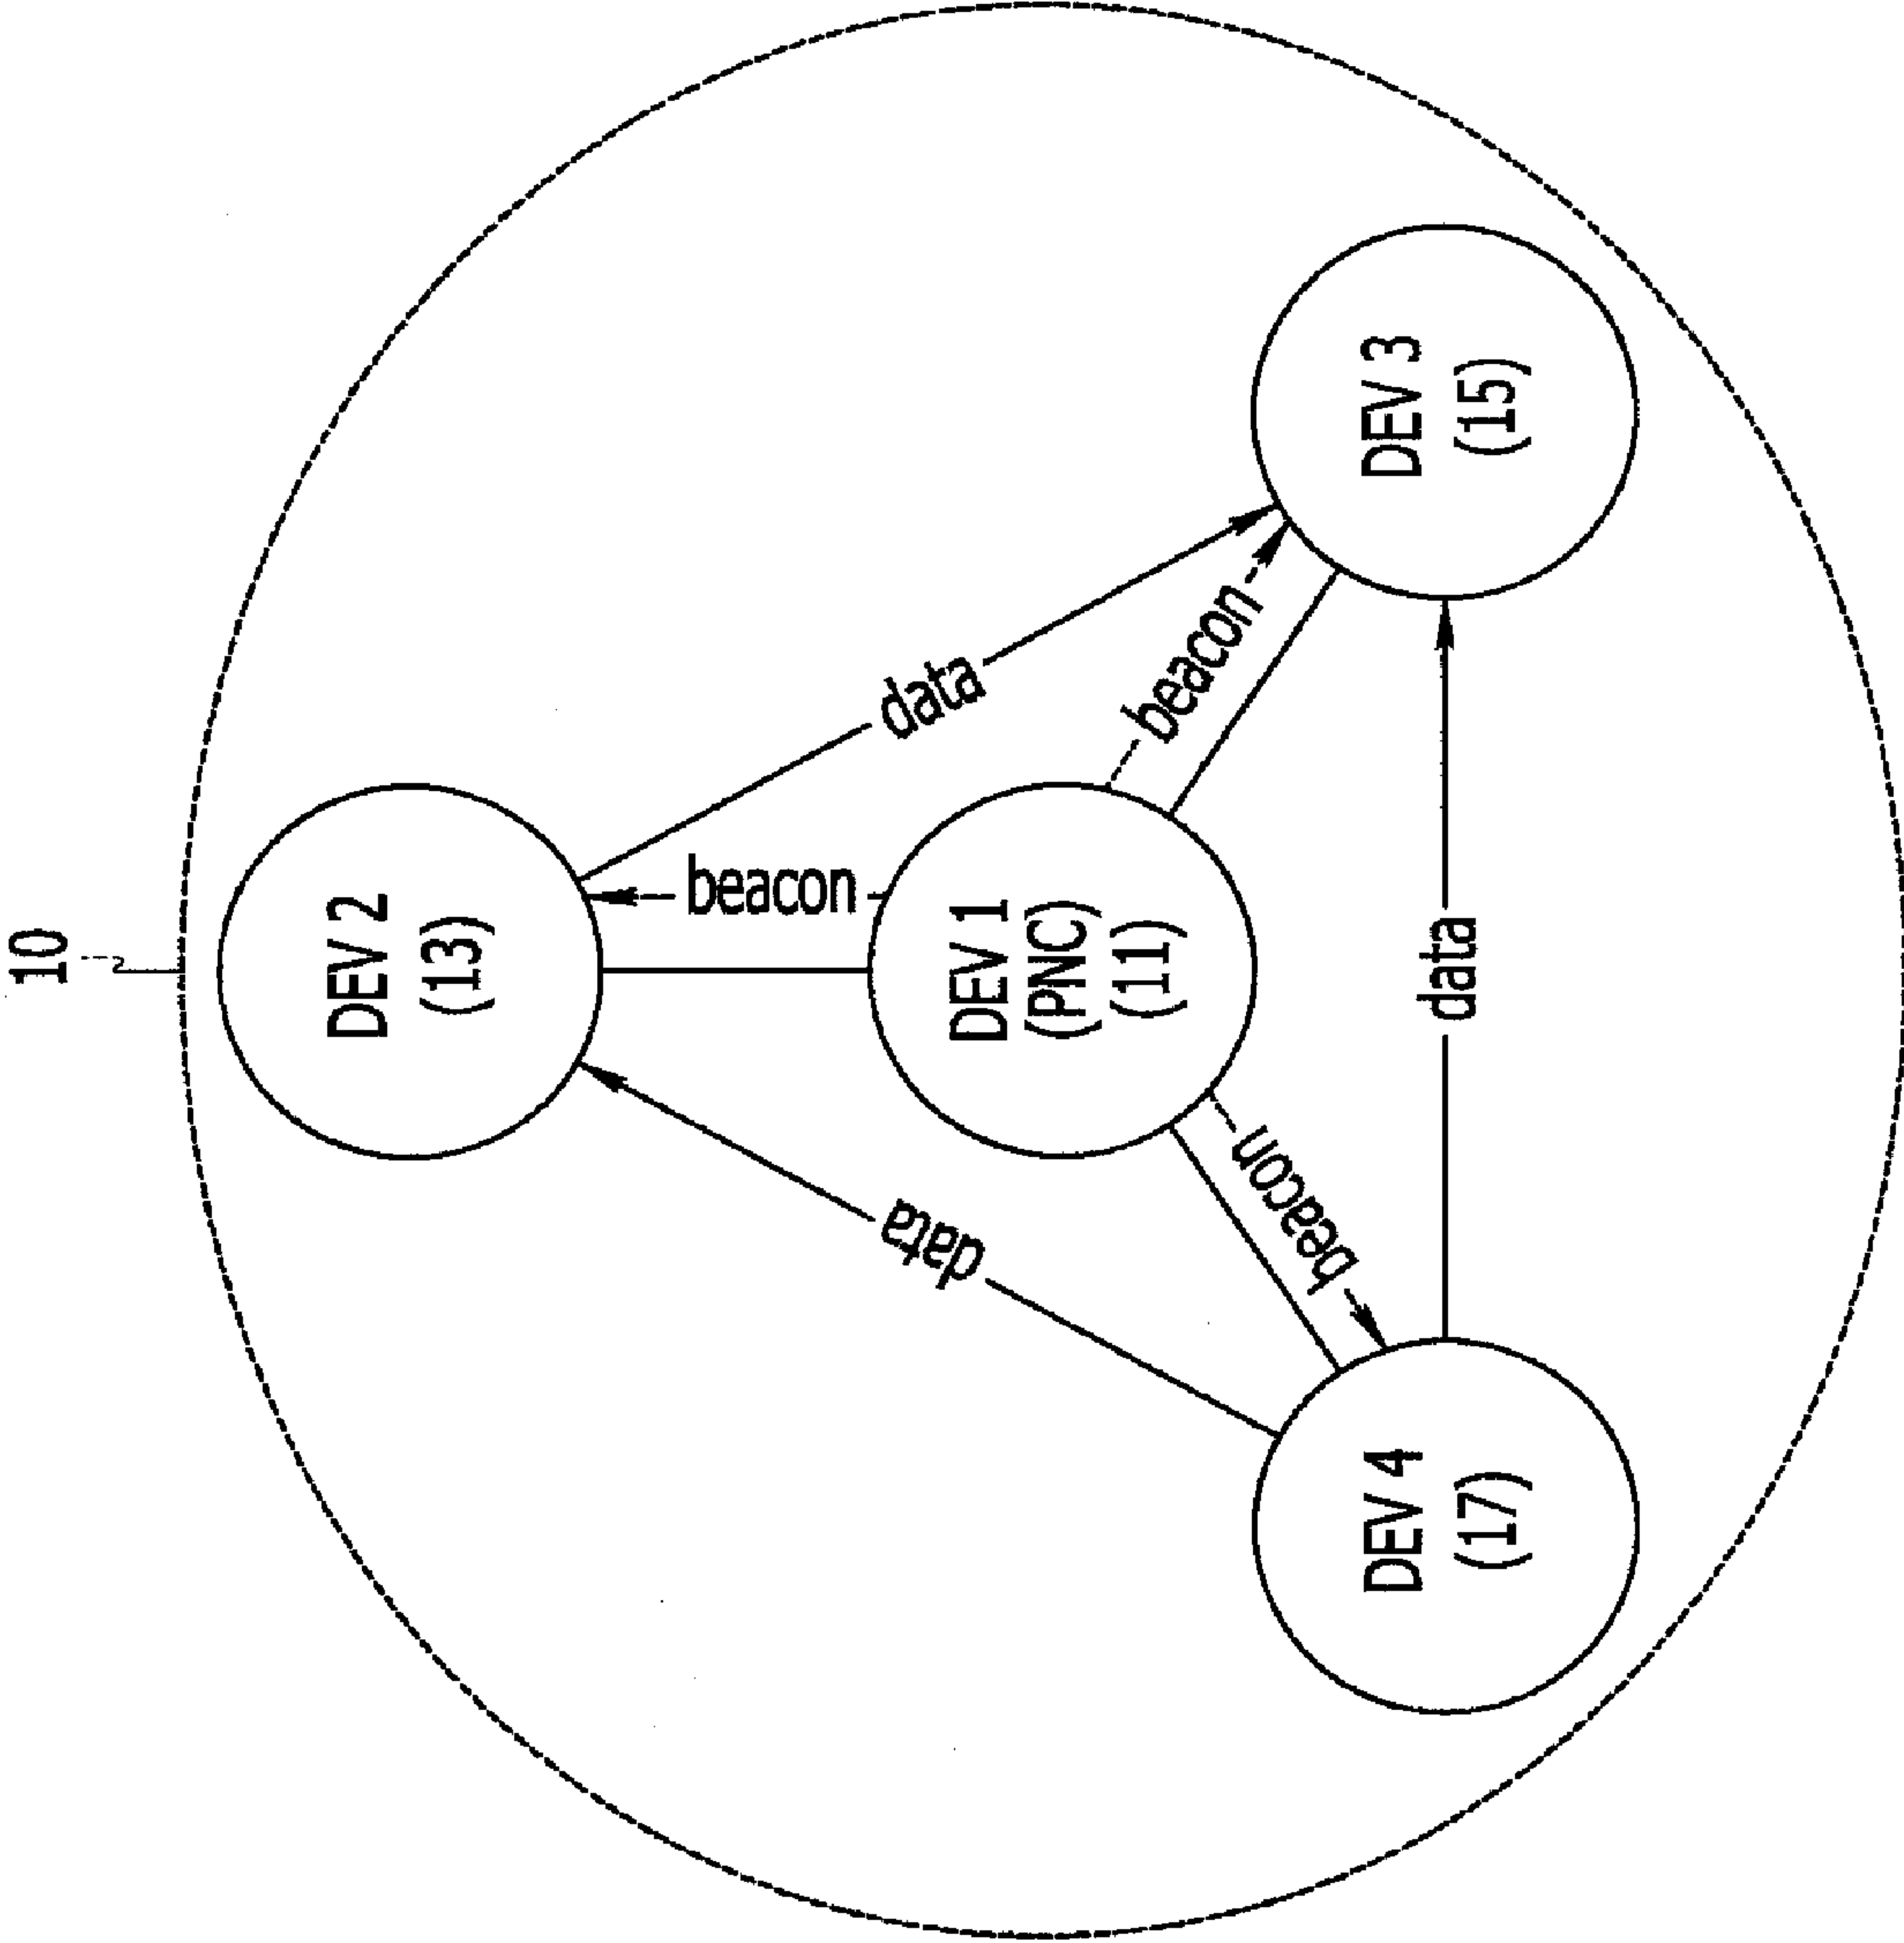 10
DEV 2
(13)
data
beacon
data
DEV 1
(PNC)
(11)
beacon
beacon
DEV 4
(17)
data
DEV 3
(15)